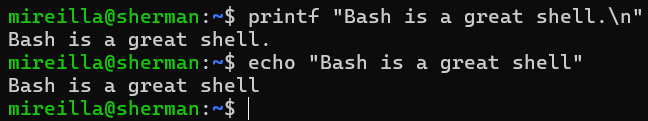 mireilla@sherman:~$ printf "Bash is a great shell.\n"
Bash is a great shell.
mireilla@sherman:~$ echo "Bash is a great shell"
Bash is a great shell
mireilla@sherman:~$